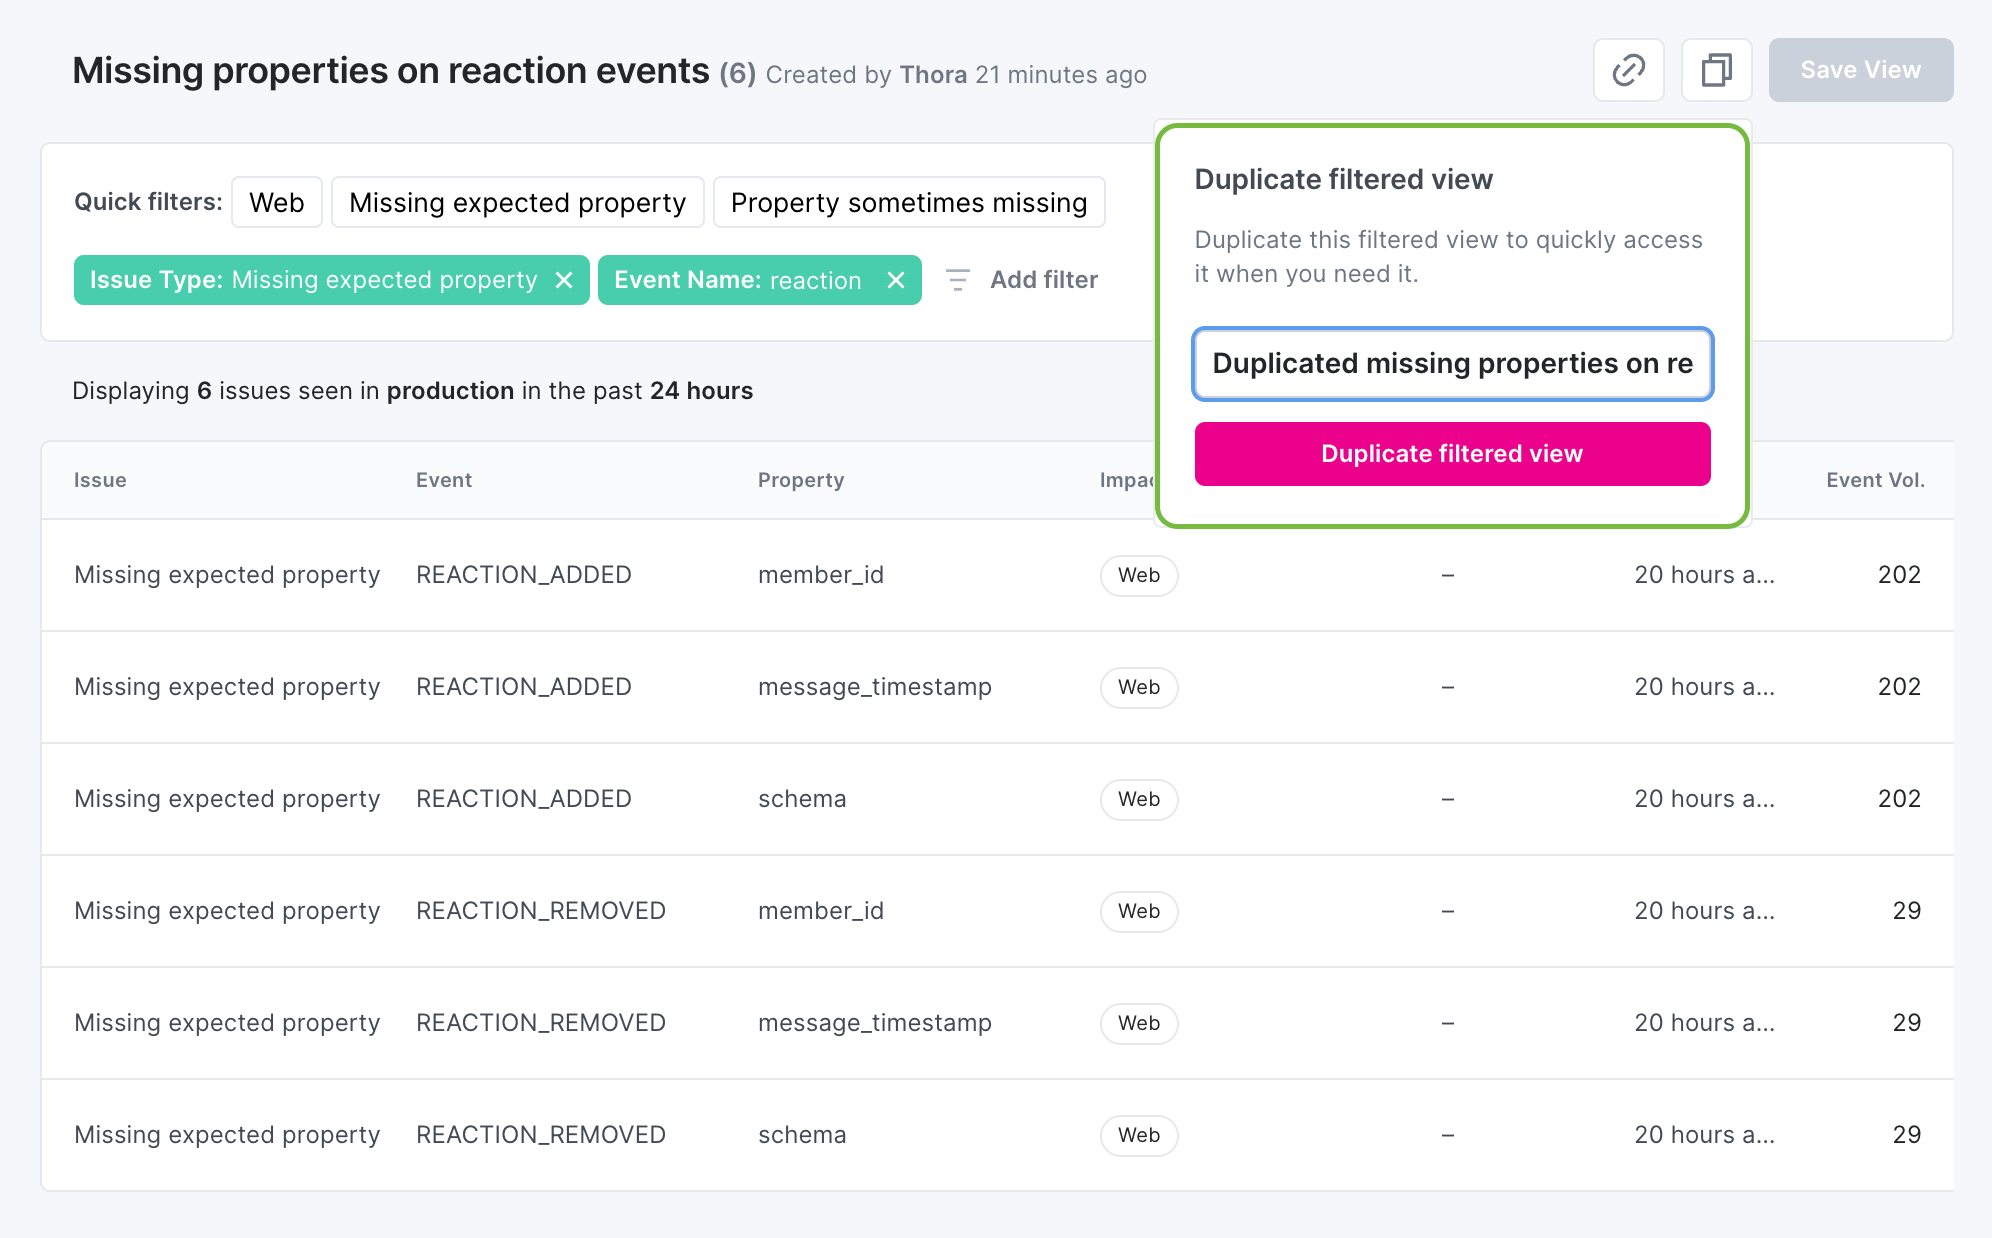 Missing properties on reaction events (6) Created by Thora 21 minutes ago
Save View
Quick filters: Web Missing expected property Property sometimes missing
Issue Type: Missing expected property Event Name: reaction Add filter
Duplicate filtered view
Duplicate this filtered view to quickly access
it when you need it.
Duplicated missing properties on re
Duplicate filtered view
Displaying 6 issues seen in production in the past 24 hours
Issue Event Property Event Vol.
Missing expected property REACTION_ADDED member_id Web – 20 hours a... 202
Missing expected property REACTION_ADDED message_timestamp Web – 20 hours a... 202
Missing expected property REACTION_ADDED schema Web – 20 hours a... 202
Missing expected property REACTION_REMOVED member_id Web – 20 hours a... 29
Missing expected property REACTION_REMOVED message_timestamp Web – 20 hours a... 29
Missing expected property REACTION_REMOVED schema Web – 20 hours a... 29